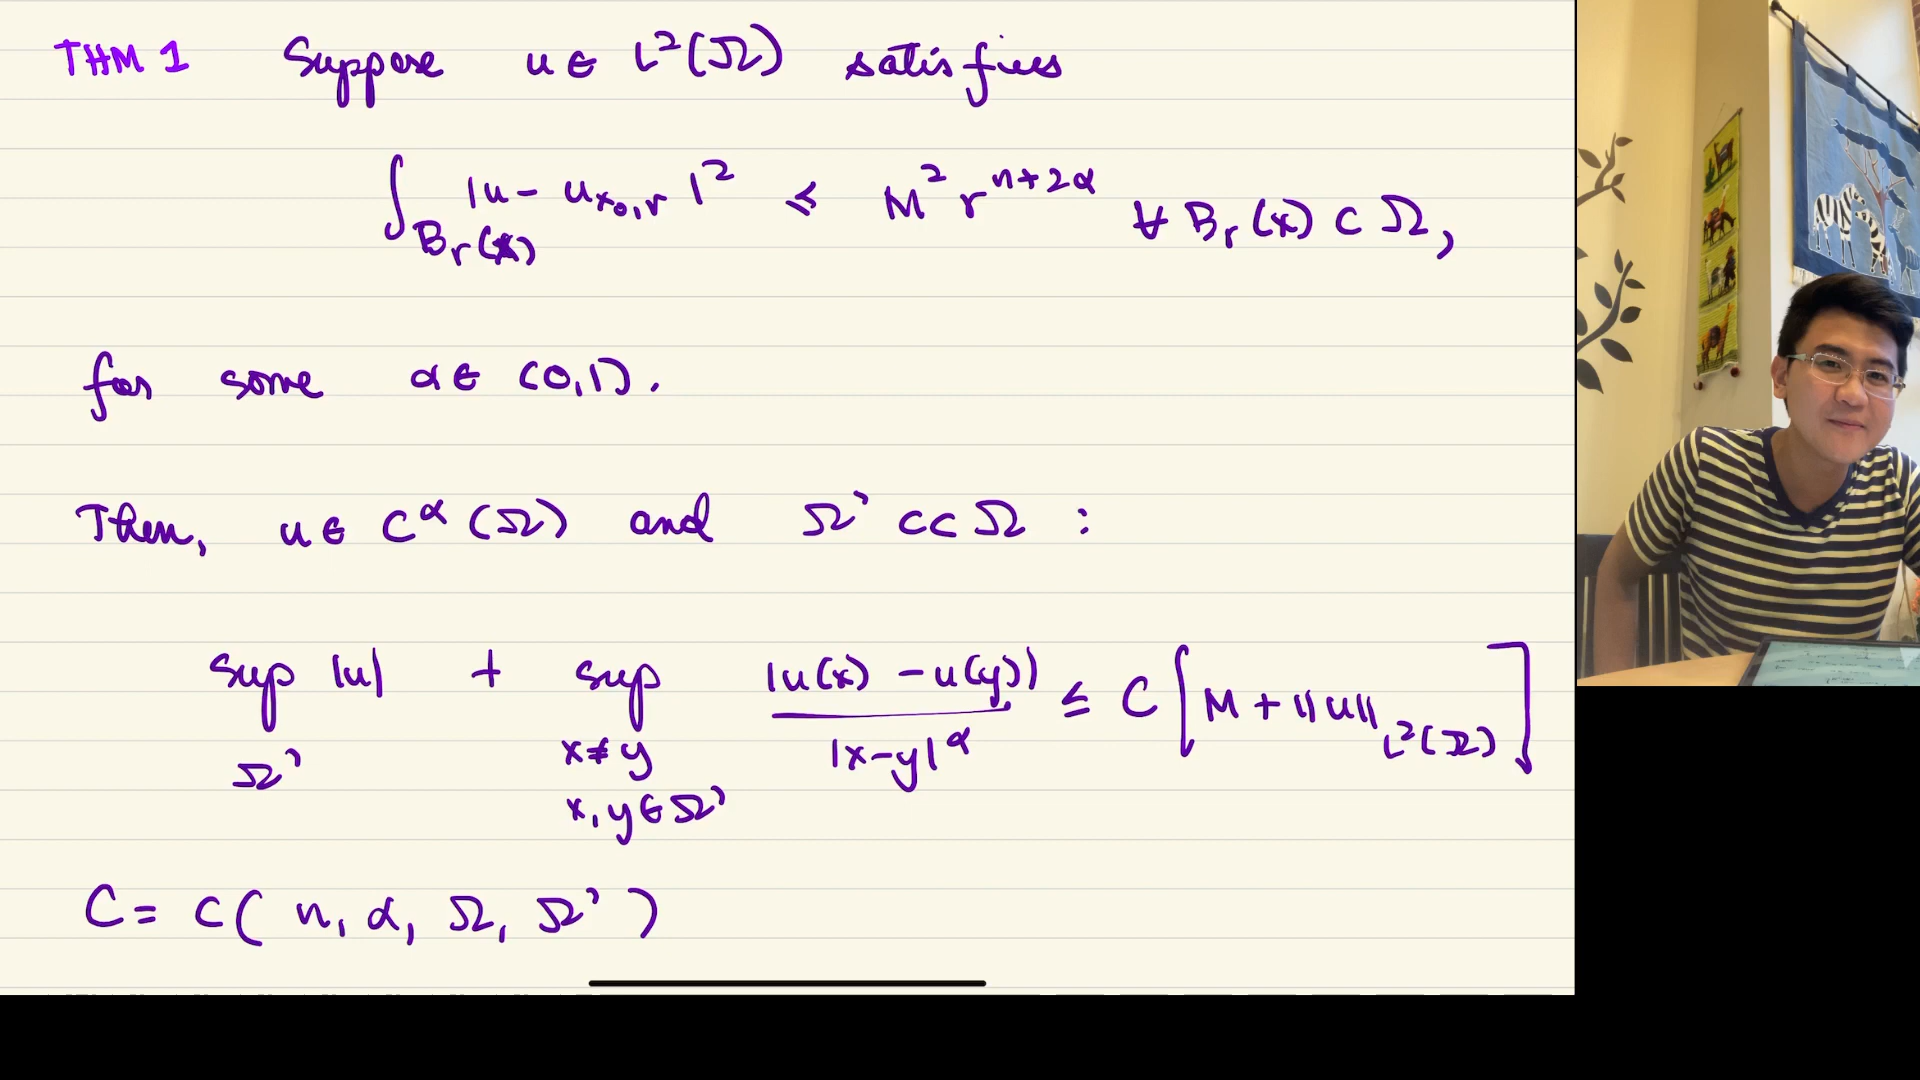 THM 1 Suppose u ∈ L²(Ω) satisfies
∫_{B_r(x)} |u - u_{x₀,r}|² ≤ M² r^{n+2α} ∀ B_r(x) ⊂ Ω,
for some α ∈ (0,1).
Then, u ∈ C^α(Ω) and Ω' ⊂⊂ Ω :
sup_{Ω'} |u| + sup_{x≠y x,y∈Ω'} |u(x) - u(y)| / |x-y|^α ≤ C [M + ||u||_{L²(Ω)}]
C = C(n, α, Ω, Ω')